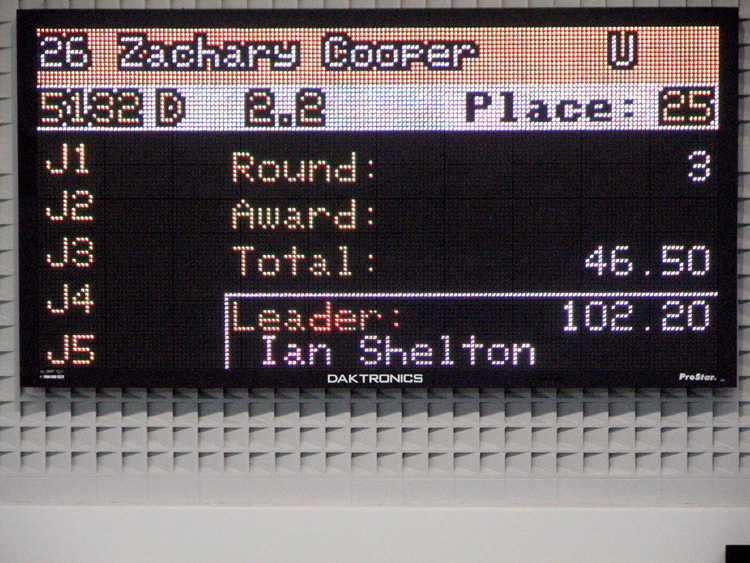 26 Zachary Cooper U
5132 D 2.2 Place: 25
J1 Round: 3
J2 Award:
J3 Total: 46.50
J4 Leader: 102.20
J5 Ian Shelton
DAKTRONICS ProStar